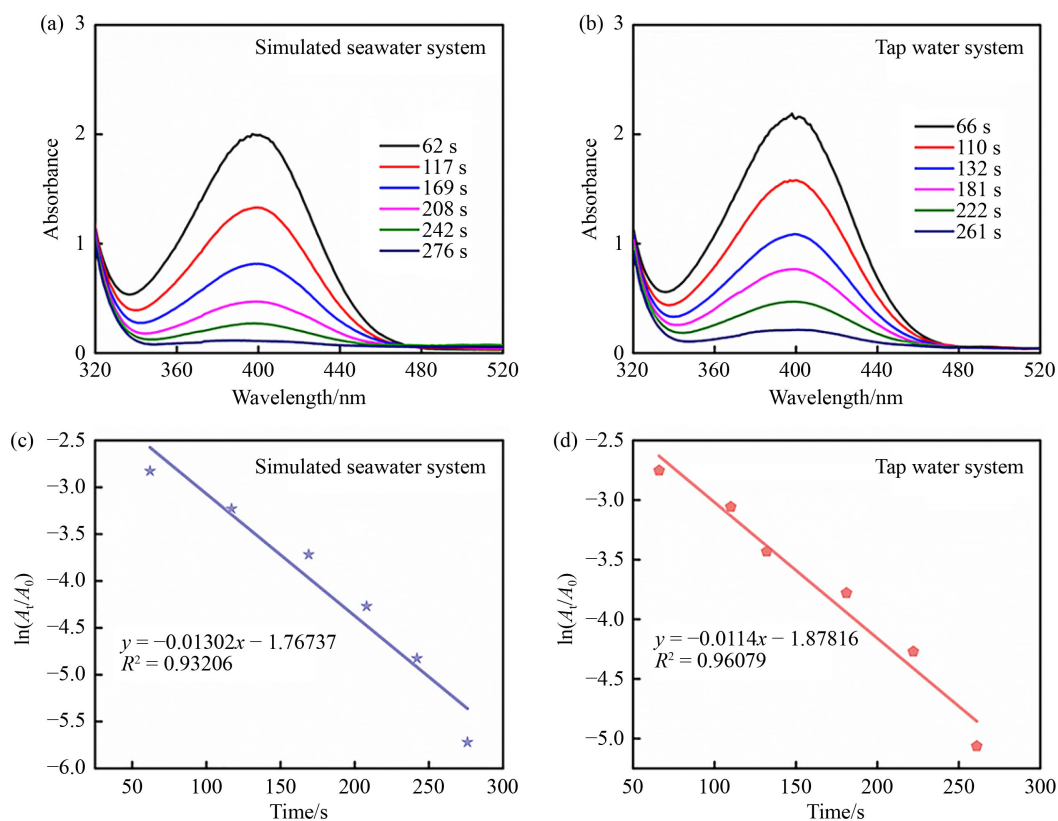 (a)
Simulated seawater system
3
2
1
0
Absorbance
62 s
117 s
169 s
208 s
242 s
276 s
320 360 400 440 480 520
Wavelength/nm
(b)
Tap water system
3
2
1
0
Absorbance
66 s
110 s
132 s
181 s
222 s
261 s
320 360 400 440 480 520
Wavelength/nm
(c)
Simulated seawater system
−2.5
−3.0
−3.5
−4.0
−4.5
−5.0
−5.5
−6.0
ln(At/A0)
y = −0.01302x − 1.76737
R² = 0.93206
50 100 150 200 250 300
Time/s
(d)
Tap water system
−2.5
−3.0
−3.5
−4.0
−4.5
−5.0
ln(At/A0)
y = −0.0114x − 1.87816
R² = 0.96079
50 100 150 200 250 300
Time/s